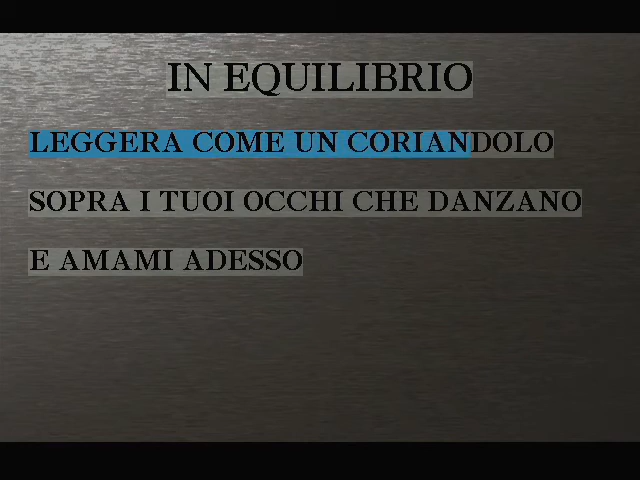 IN EQUILIBRIO
LEGGERA COME UN CORIANDOLO
SOPRA I TUOI OCCHI CHE DANZANO
E AMAMI ADESSO